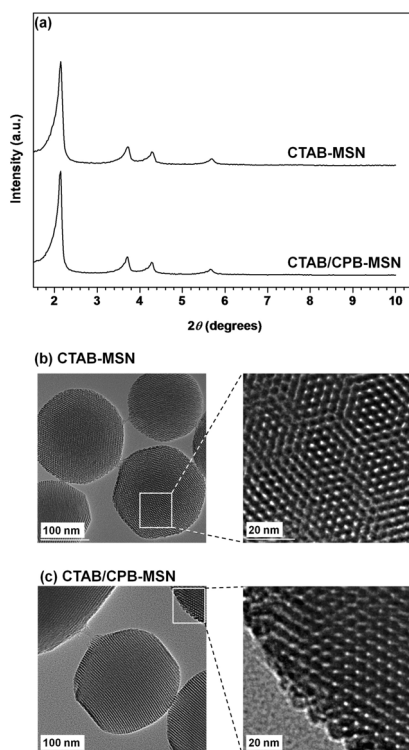 (a)
Intensity (a.u.)
CTAB-MSN
CTAB/CPB-MSN
2 3 4 5 6 7 8 9 10
2θ (degrees)
(b) CTAB-MSN
100 nm
20 nm
(c) CTAB/CPB-MSN
100 nm
20 nm